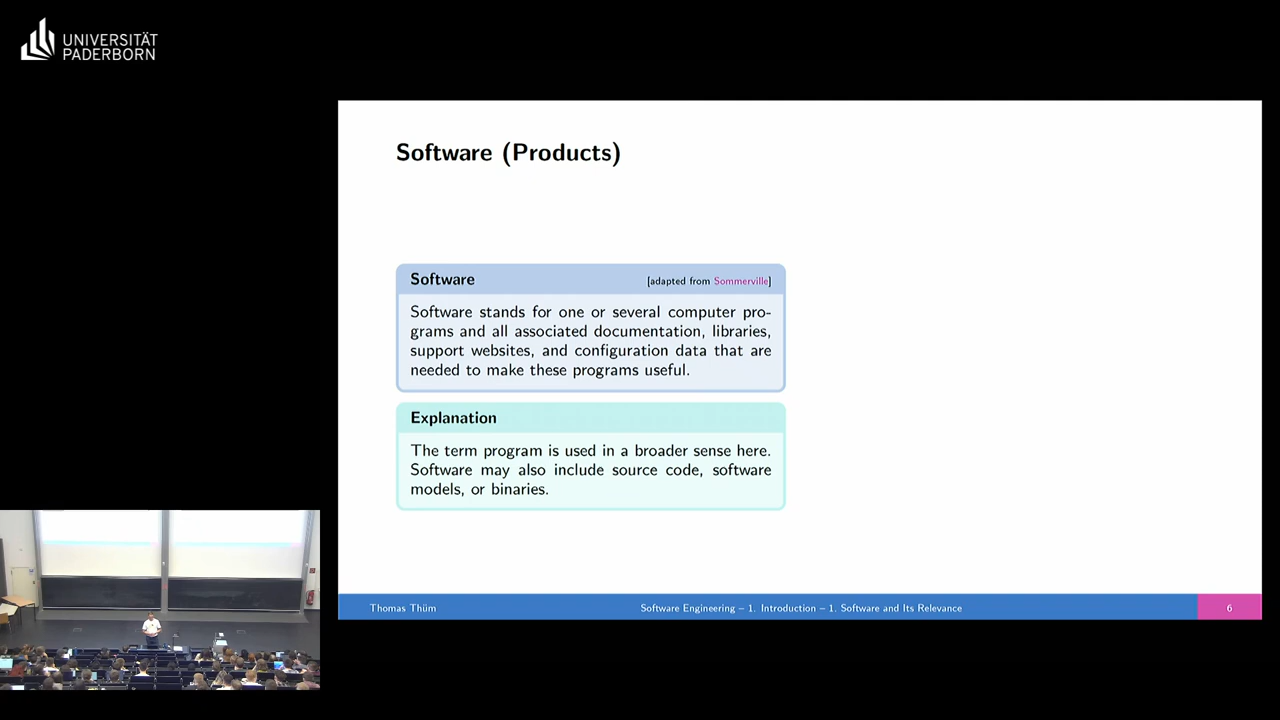 UNIVERSITÄT
PADERBORN
Software (Products)
Software [adapted from Sommerville]
Software stands for one or several computer pro-
grams and all associated documentation, libraries,
support websites, and configuration data that are
needed to make these programs useful.
Explanation
The term program is used in a broader sense here.
Software may also include source code, software
models, or binaries.
Thomas Thüm Software Engineering – 1. Introduction – 1. Software and Its Relevance 6